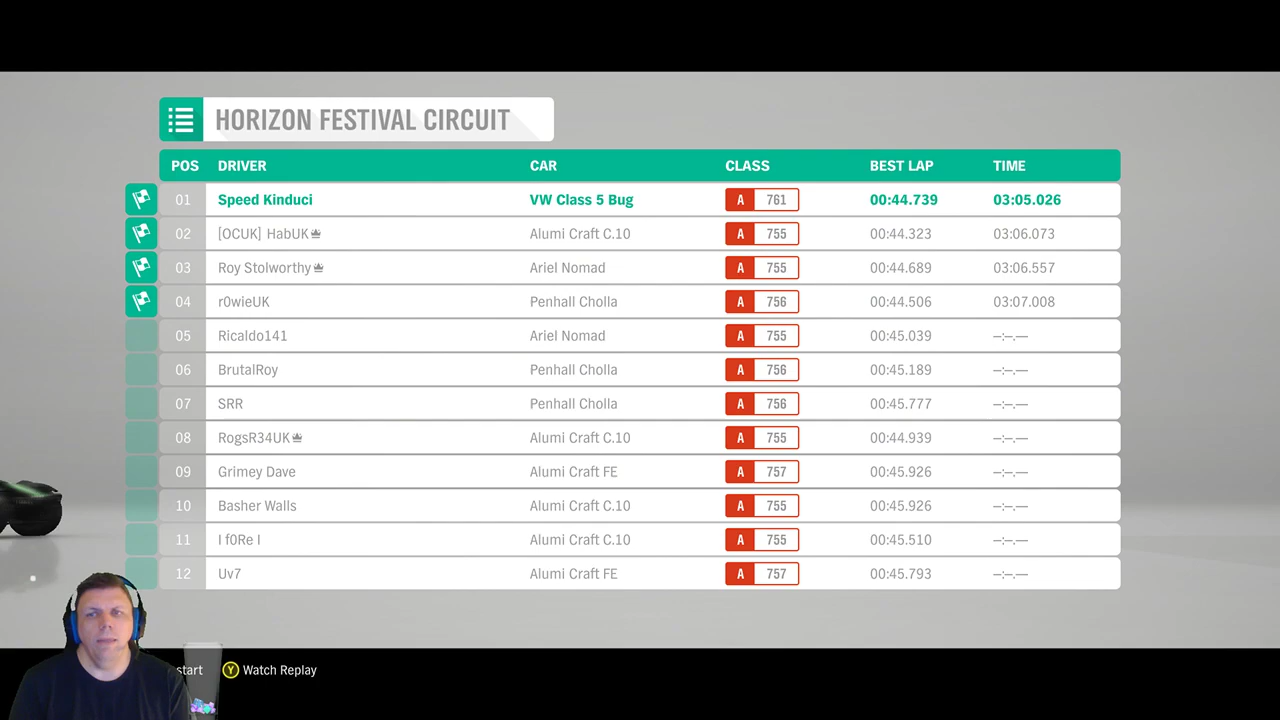 HORIZON FESTIVAL CIRCUIT
POS DRIVER CAR CLASS BEST LAP TIME
01 Speed Kinduci VW Class 5 Bug A 761 00:44.739 03:05.026
02 [OCUK] HabUK Alumi Craft C.10 A 755 00:44.323 03:06.073
03 Roy Stolworthy Ariel Nomad A 755 00:44.689 03:06.557
04 r0wieUK Penhall Cholla A 756 00:44.506 03:07.008
05 Ricaldo141 Ariel Nomad A 755 00:45.039 --:--.---
06 BrutalRoy Penhall Cholla A 756 00:45.189 --:--.---
07 SRR Penhall Cholla A 756 00:45.777 --:--.---
08 RogsR34UK Alumi Craft C.10 A 755 00:44.939 --:--.---
09 Grimey Dave Alumi Craft FE A 757 00:45.926 --:--.---
10 Basher Walls Alumi Craft C.10 A 755 00:45.926 --:--.---
11 I f0Re I Alumi Craft C.10 A 755 00:45.510 --:--.---
12 Uv7 Alumi Craft FE A 757 00:45.793 --:--.---
start Y Watch Replay